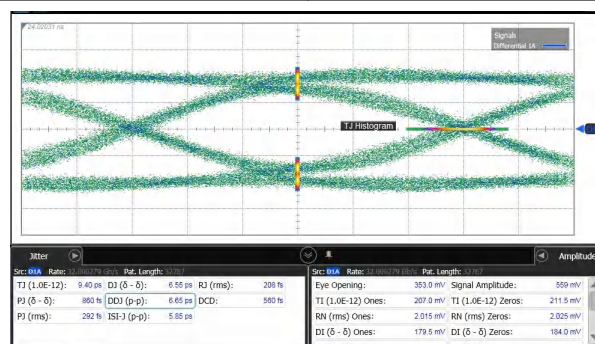 24.02031 ns
Signals
Differential 1A
TJ Histogram
Jitter
Amplitude
Src: D1A Rate: 32.000279 Gb/s Pat. Length: 32767
TJ (1.0E-12): 9.40 ps DJ (δ - δ): 6.55 ps RJ (rms): 208 fs
PJ (δ - δ): 860 fs DDJ (p-p): 6.65 ps DCD: 560 fs
PJ (rms): 292 fs ISI-J (p-p): 5.85 ps
Src: D1A Rate: 32.000279 Gb/s Pat. Length: 32767
Eye Opening: 353.0 mV Signal Amplitude: 559 mV
TI (1.0E-12) Ones: 207.0 mV TI (1.0E-12) Zeros: 211.5 mV
RN (rms) Ones: 2.015 mV RN (rms) Zeros: 2.025 mV
DI (δ - δ) Ones: 179.5 mV DI (δ - δ) Zeros: 184.0 mV